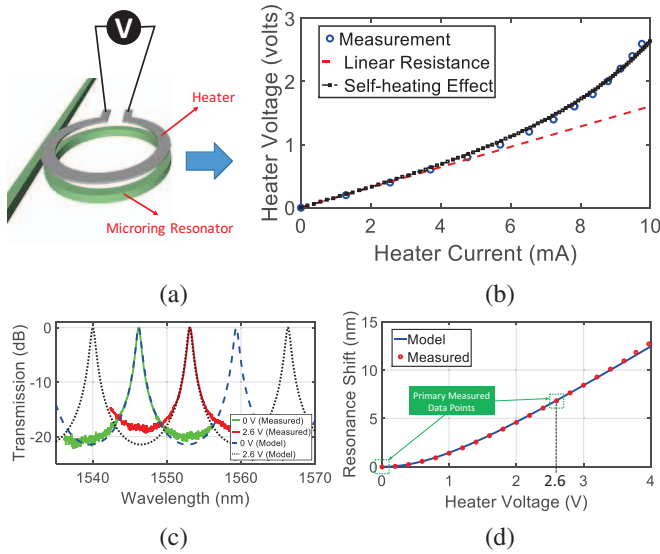 V
Heater
Microring Resonator
(a)
Heater Voltage (volts)
3
2
1
0
Measurement
Linear Resistance
Self-heating Effect
0 2 4 6 8 10
Heater Current (mA)
(b)
Transmission (dB)
0
-10
-20
0 V (Measured)
2.6 V (Measured)
0 V (Model)
2.6 V (Model)
1540 1550 1560 1570
Wavelength (nm)
(c)
Resonance Shift (nm)
15
10
5
0
Model
Measured
Primary Measured
Data Points
0 1 2 2.6 3 4
Heater Voltage (V)
(d)